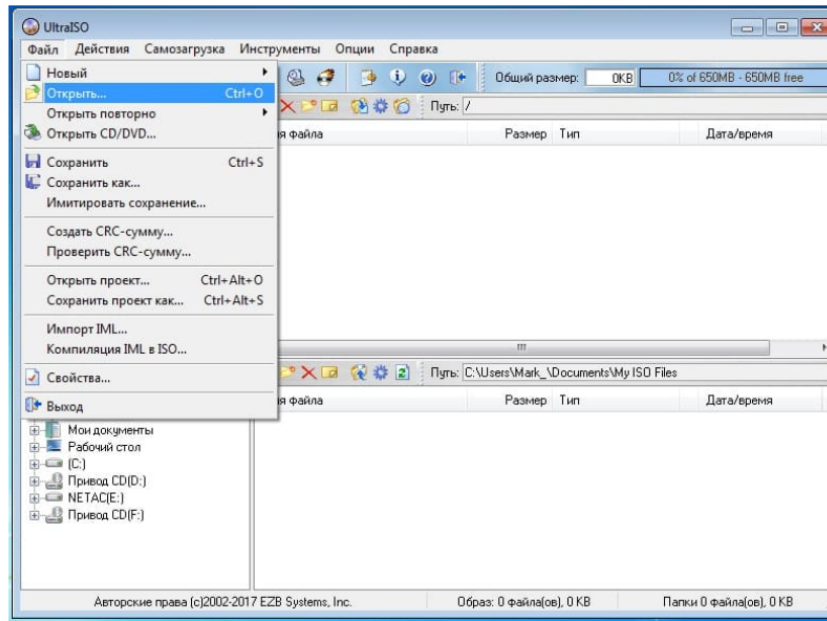 UltraISO
Файл Действия Самозагрузка Инструменты Опции Справка
Новый
Общий размер: 0KB 0% of 650MB - 650MB free
Открыть... Ctrl+O
Путь: /
Открыть повторно
Открыть CD/DVD...
файла Размер Тип Дата/время
Сохранить Ctrl+S
Сохранить как...
Имитировать сохранение...
Создать CRC-сумму...
Проверить CRC-сумму...
Открыть проект... Ctrl+Alt+O
Сохранить проект как... Ctrl+Alt+S
Импорт IML...
Компиляция IML в ISO...
Свойства...
Путь: C:\Users\Mark_\Documents\My ISO Files
Выход
файла Размер Тип Дата/время
Мои документы
Рабочий стол
(C:)
Привод CD(D:)
NETAC(E:)
Привод CD(F:)
Авторские права (c)2002-2017 EZB Systems, Inc. Образ: 0 файла(ов), 0 KB Папки 0 файла(ов), 0 KB